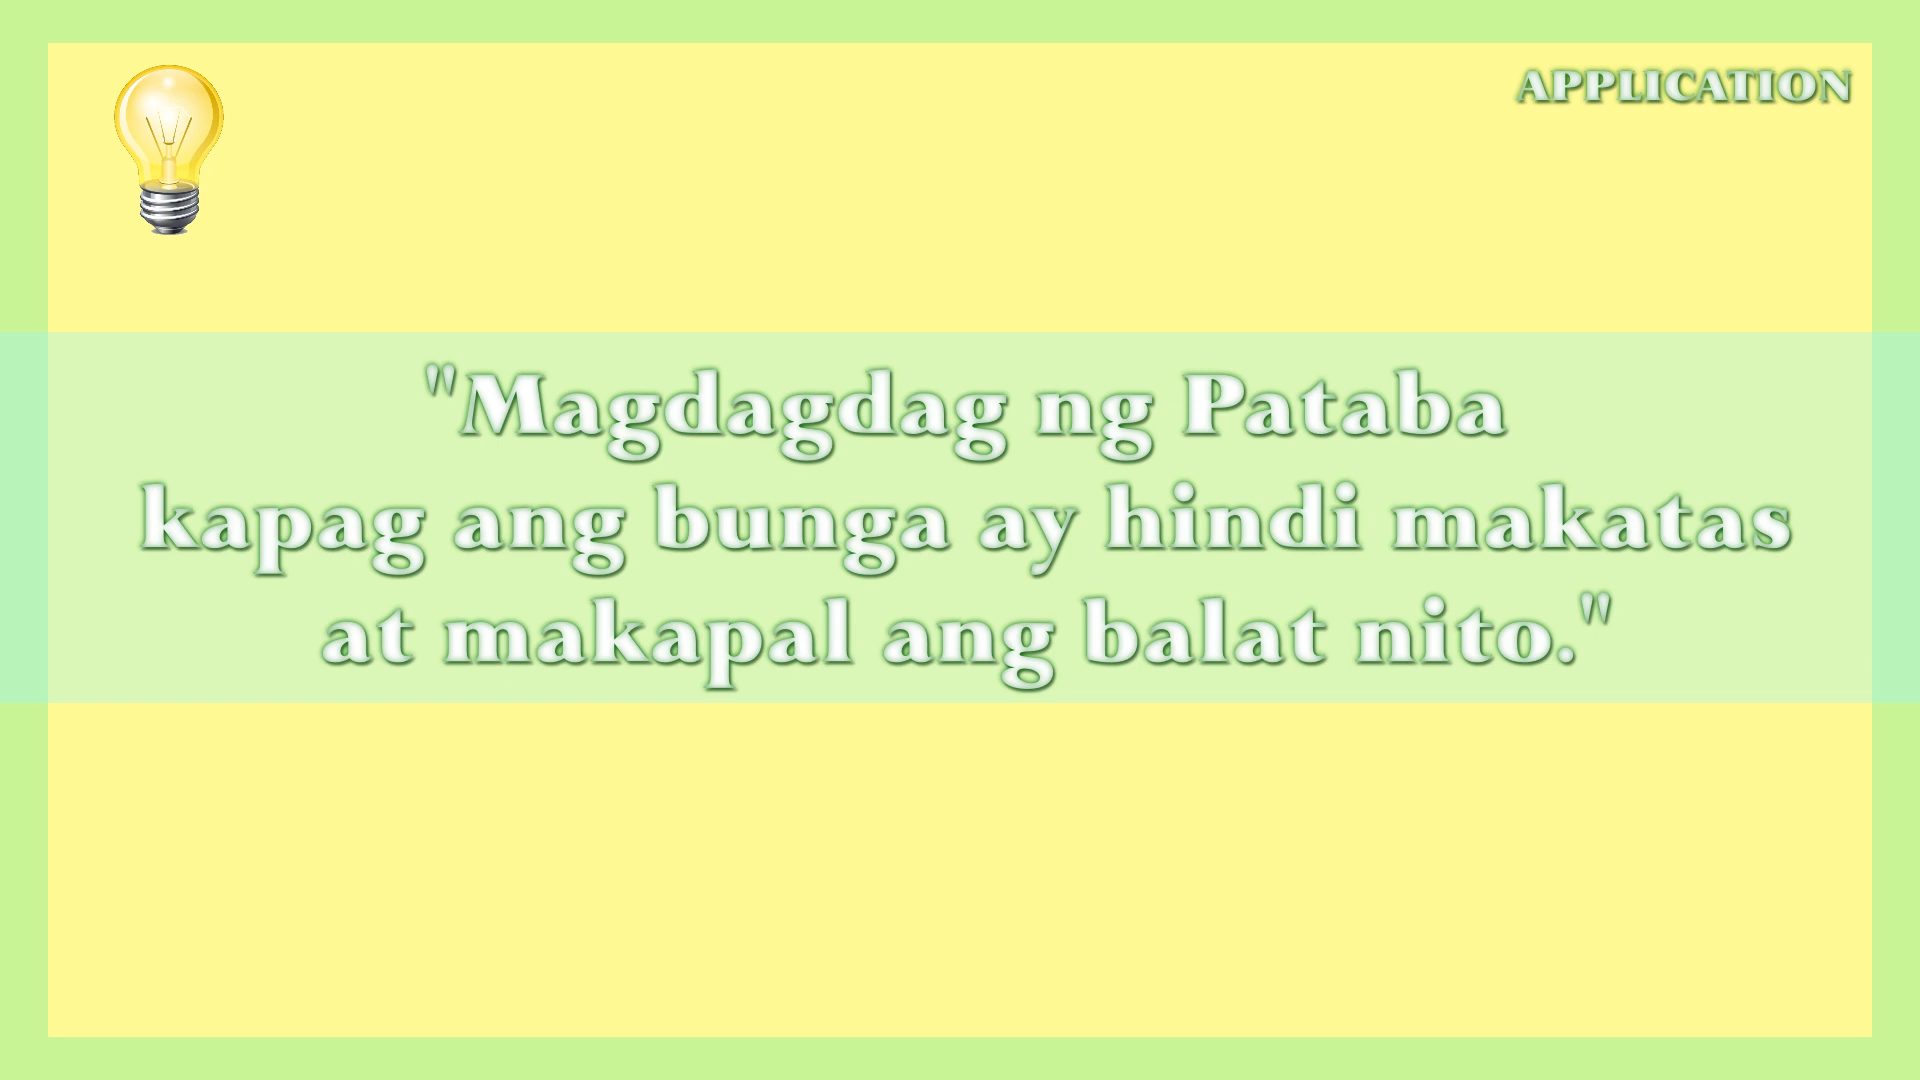 APPLICATION
"Magdagdag ng Pataba
kapag ang bunga ay hindi makatas
at makapal ang balat nito."